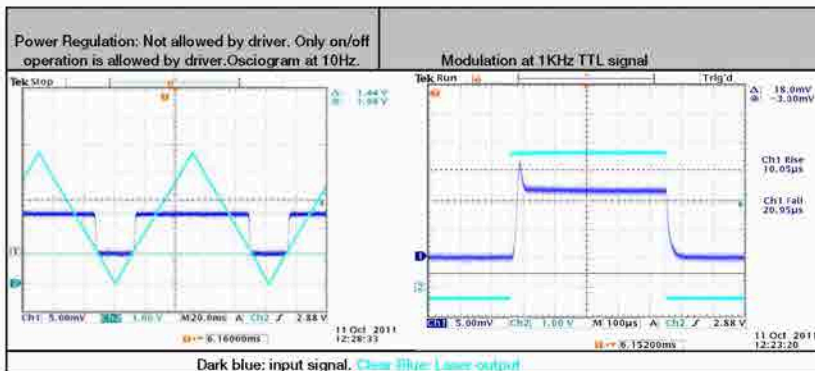 Power Regulation: Not allowed by driver. Only on/off
operation is allowed by driver.Osciogram at 10Hz.
Modulation at 1KHz TTL signal
Tek Stop
Δ: 1.44 V
@: 1.08 V
Ch1 5.00mV Ch2 1.00 V M 20.0ms A Ch2 ∫ 2.88 V
6.16000ms
11 Oct 2011
12:28:33
Tek Run
Trig'd
Δ: 18.0mV
@: -3.00mV
Ch1 Rise
10.05µs
Ch1 Fall
20.95µs
1
Ch1 5.00mV Ch2 1.00 V M 100µs A Ch2 ∫ 2.88 V
6.15200ms
11 Oct 2011
12:23:20
Dark blue: input signal. Clear Blue: Laser output